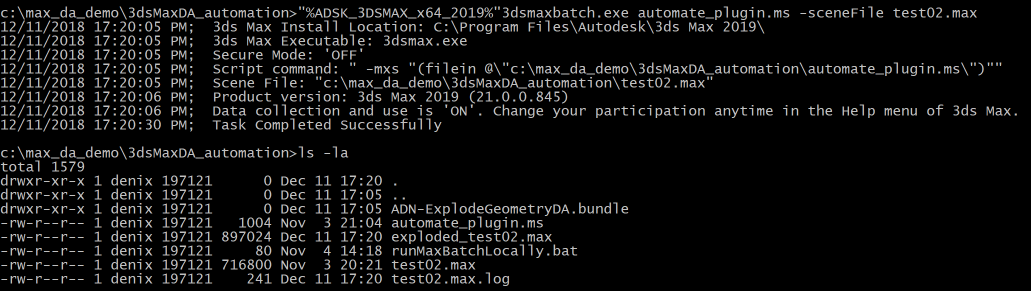 c:\max_da_demo\3dsMaxDA_automation>"%ADSK_3DSMAX_x64_2019%"3dsmaxbatch.exe automate_plugin.ms -sceneFile test02.max
12/11/2018 17:20:05 PM;  3ds Max Install Location: C:\Program Files\Autodesk\3ds Max 2019\
12/11/2018 17:20:05 PM;  3ds Max Executable: 3dsmax.exe
12/11/2018 17:20:05 PM;  Secure Mode: 'OFF'
12/11/2018 17:20:05 PM;  Script command: " -mxs "(filein @\"c:\max_da_demo\3dsMaxDA_automation\automate_plugin.ms\")""
12/11/2018 17:20:05 PM;  Scene File: "c:\max_da_demo\3dsMaxDA_automation\test02.max"
12/11/2018 17:20:06 PM;  Product version: 3ds Max 2019 (21.0.0.845)
12/11/2018 17:20:06 PM;  Data collection and use is 'ON'. Change your participation anytime in the Help menu of 3ds Max.
12/11/2018 17:20:30 PM;  Task Completed Successfully
c:\max_da_demo\3dsMaxDA_automation>ls -la
total 1579
drwxr-xr-x 1 denix 197121      0 Dec 11 17:20 .
drwxr-xr-x 1 denix 197121      0 Dec 11 17:05 ..
drwxr-xr-x 1 denix 197121      0 Dec 11 17:05 ADN-ExplodeGeometryDA.bundle
-rw-r--r-- 1 denix 197121   1004 Nov  3 21:04 automate_plugin.ms
-rw-r--r-- 1 denix 197121 897024 Dec 11 17:20 exploded_test02.max
-rw-r--r-- 1 denix 197121     80 Nov  4 14:18 runMaxBatchLocally.bat
-rw-r--r-- 1 denix 197121 716800 Nov  3 20:21 test02.max
-rw-r--r-- 1 denix 197121    241 Dec 11 17:20 test02.max.log